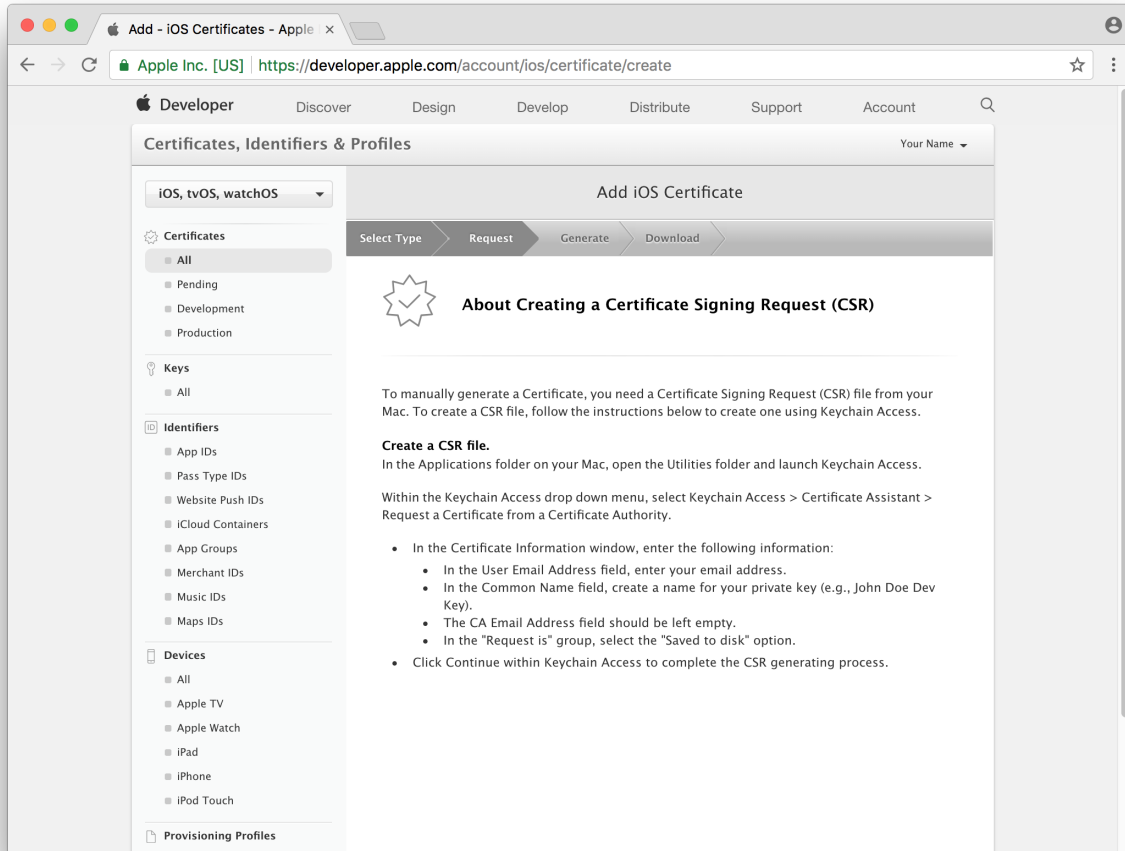 Add - iOS Certificates - Apple
Apple Inc. [US] https://developer.apple.com/account/ios/certificate/create
Developer Discover Design Develop Distribute Support Account
Certificates, Identifiers & Profiles
Your Name
iOS, tvOS, watchOS
Certificates
All
Pending
Development
Production
Keys
All
Identifiers
App IDs
Pass Type IDs
Website Push IDs
iCloud Containers
App Groups
Merchant IDs
Music IDs
Maps IDs
Devices
All
Apple TV
Apple Watch
iPad
iPhone
iPod Touch
Provisioning Profiles
Add iOS Certificate
Select Type Request Generate Download
About Creating a Certificate Signing Request (CSR)
To manually generate a Certificate, you need a Certificate Signing Request (CSR) file from your
Mac. To create a CSR file, follow the instructions below to create one using Keychain Access.
Create a CSR file.
In the Applications folder on your Mac, open the Utilities folder and launch Keychain Access.
Within the Keychain Access drop down menu, select Keychain Access > Certificate Assistant >
Request a Certificate from a Certificate Authority.
• In the Certificate Information window, enter the following information:
• In the User Email Address field, enter your email address.
• In the Common Name field, create a name for your private key (e.g., John Doe Dev
Key).
• The CA Email Address field should be left empty.
• In the "Request is" group, select the "Saved to disk" option.
• Click Continue within Keychain Access to complete the CSR generating process.